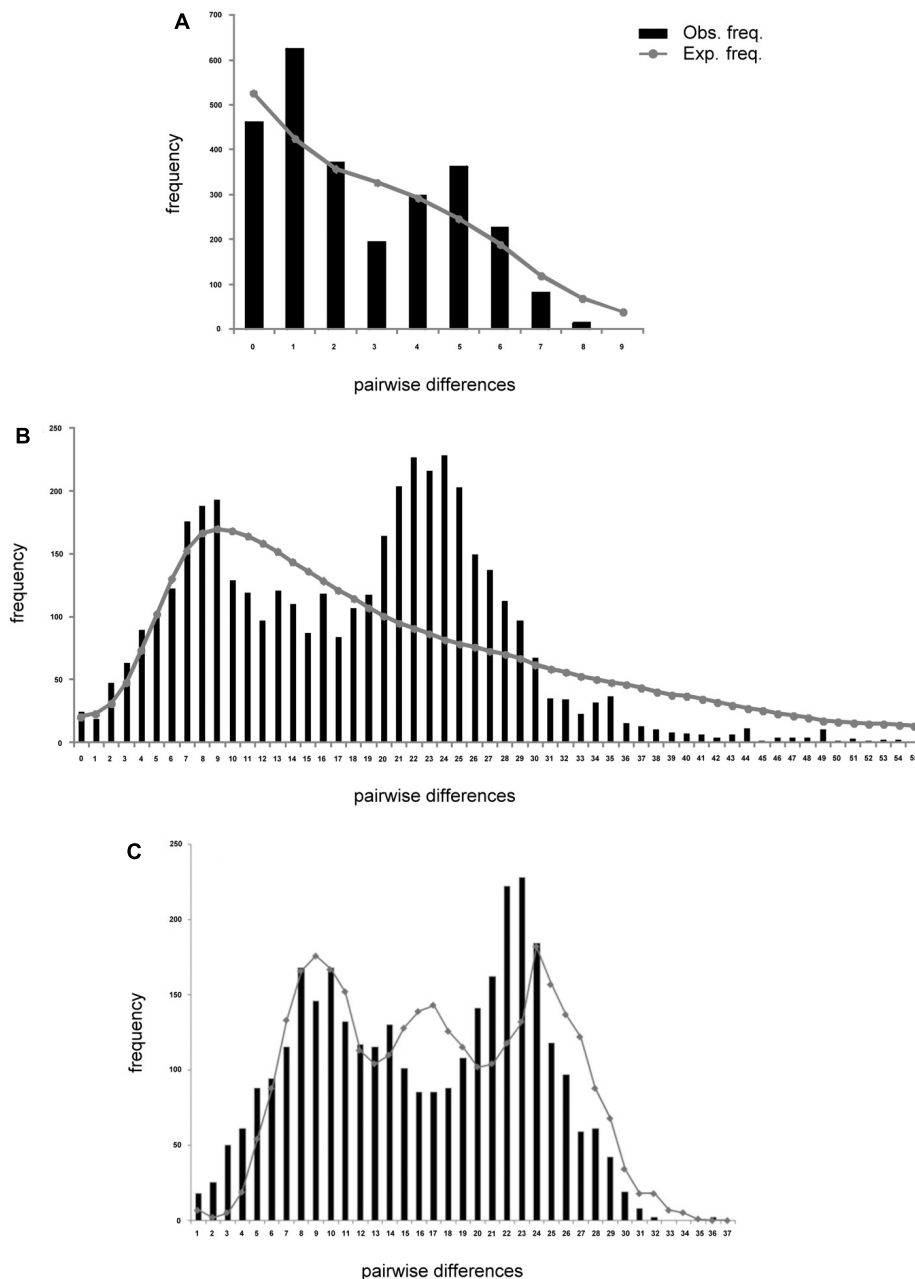 A
Obs. freq.
Exp. freq.
700
600
500
400
300
200
100
0
frequency
0 1 2 3 4 5 6 7 8 9
pairwise differences
B
250
200
150
100
50
0
frequency
0 1 2 3 4 5 6 7 8 9 10 11 12 13 14 15 16 17 18 19 20 21 22 23 24 25 26 27 28 29 30 31 32 33 34 35 36 37 38 39 40 41 42 43 44 45 46 47 48 49 50 51 52 53 54
pairwise differences
C
250
200
150
100
50
0
frequency
1 2 3 4 5 6 7 8 9 10 11 12 13 14 15 16 17 18 19 20 21 22 23 24 25 26 27 28 29 30 31 32 33 34 35 36 37
pairwise differences